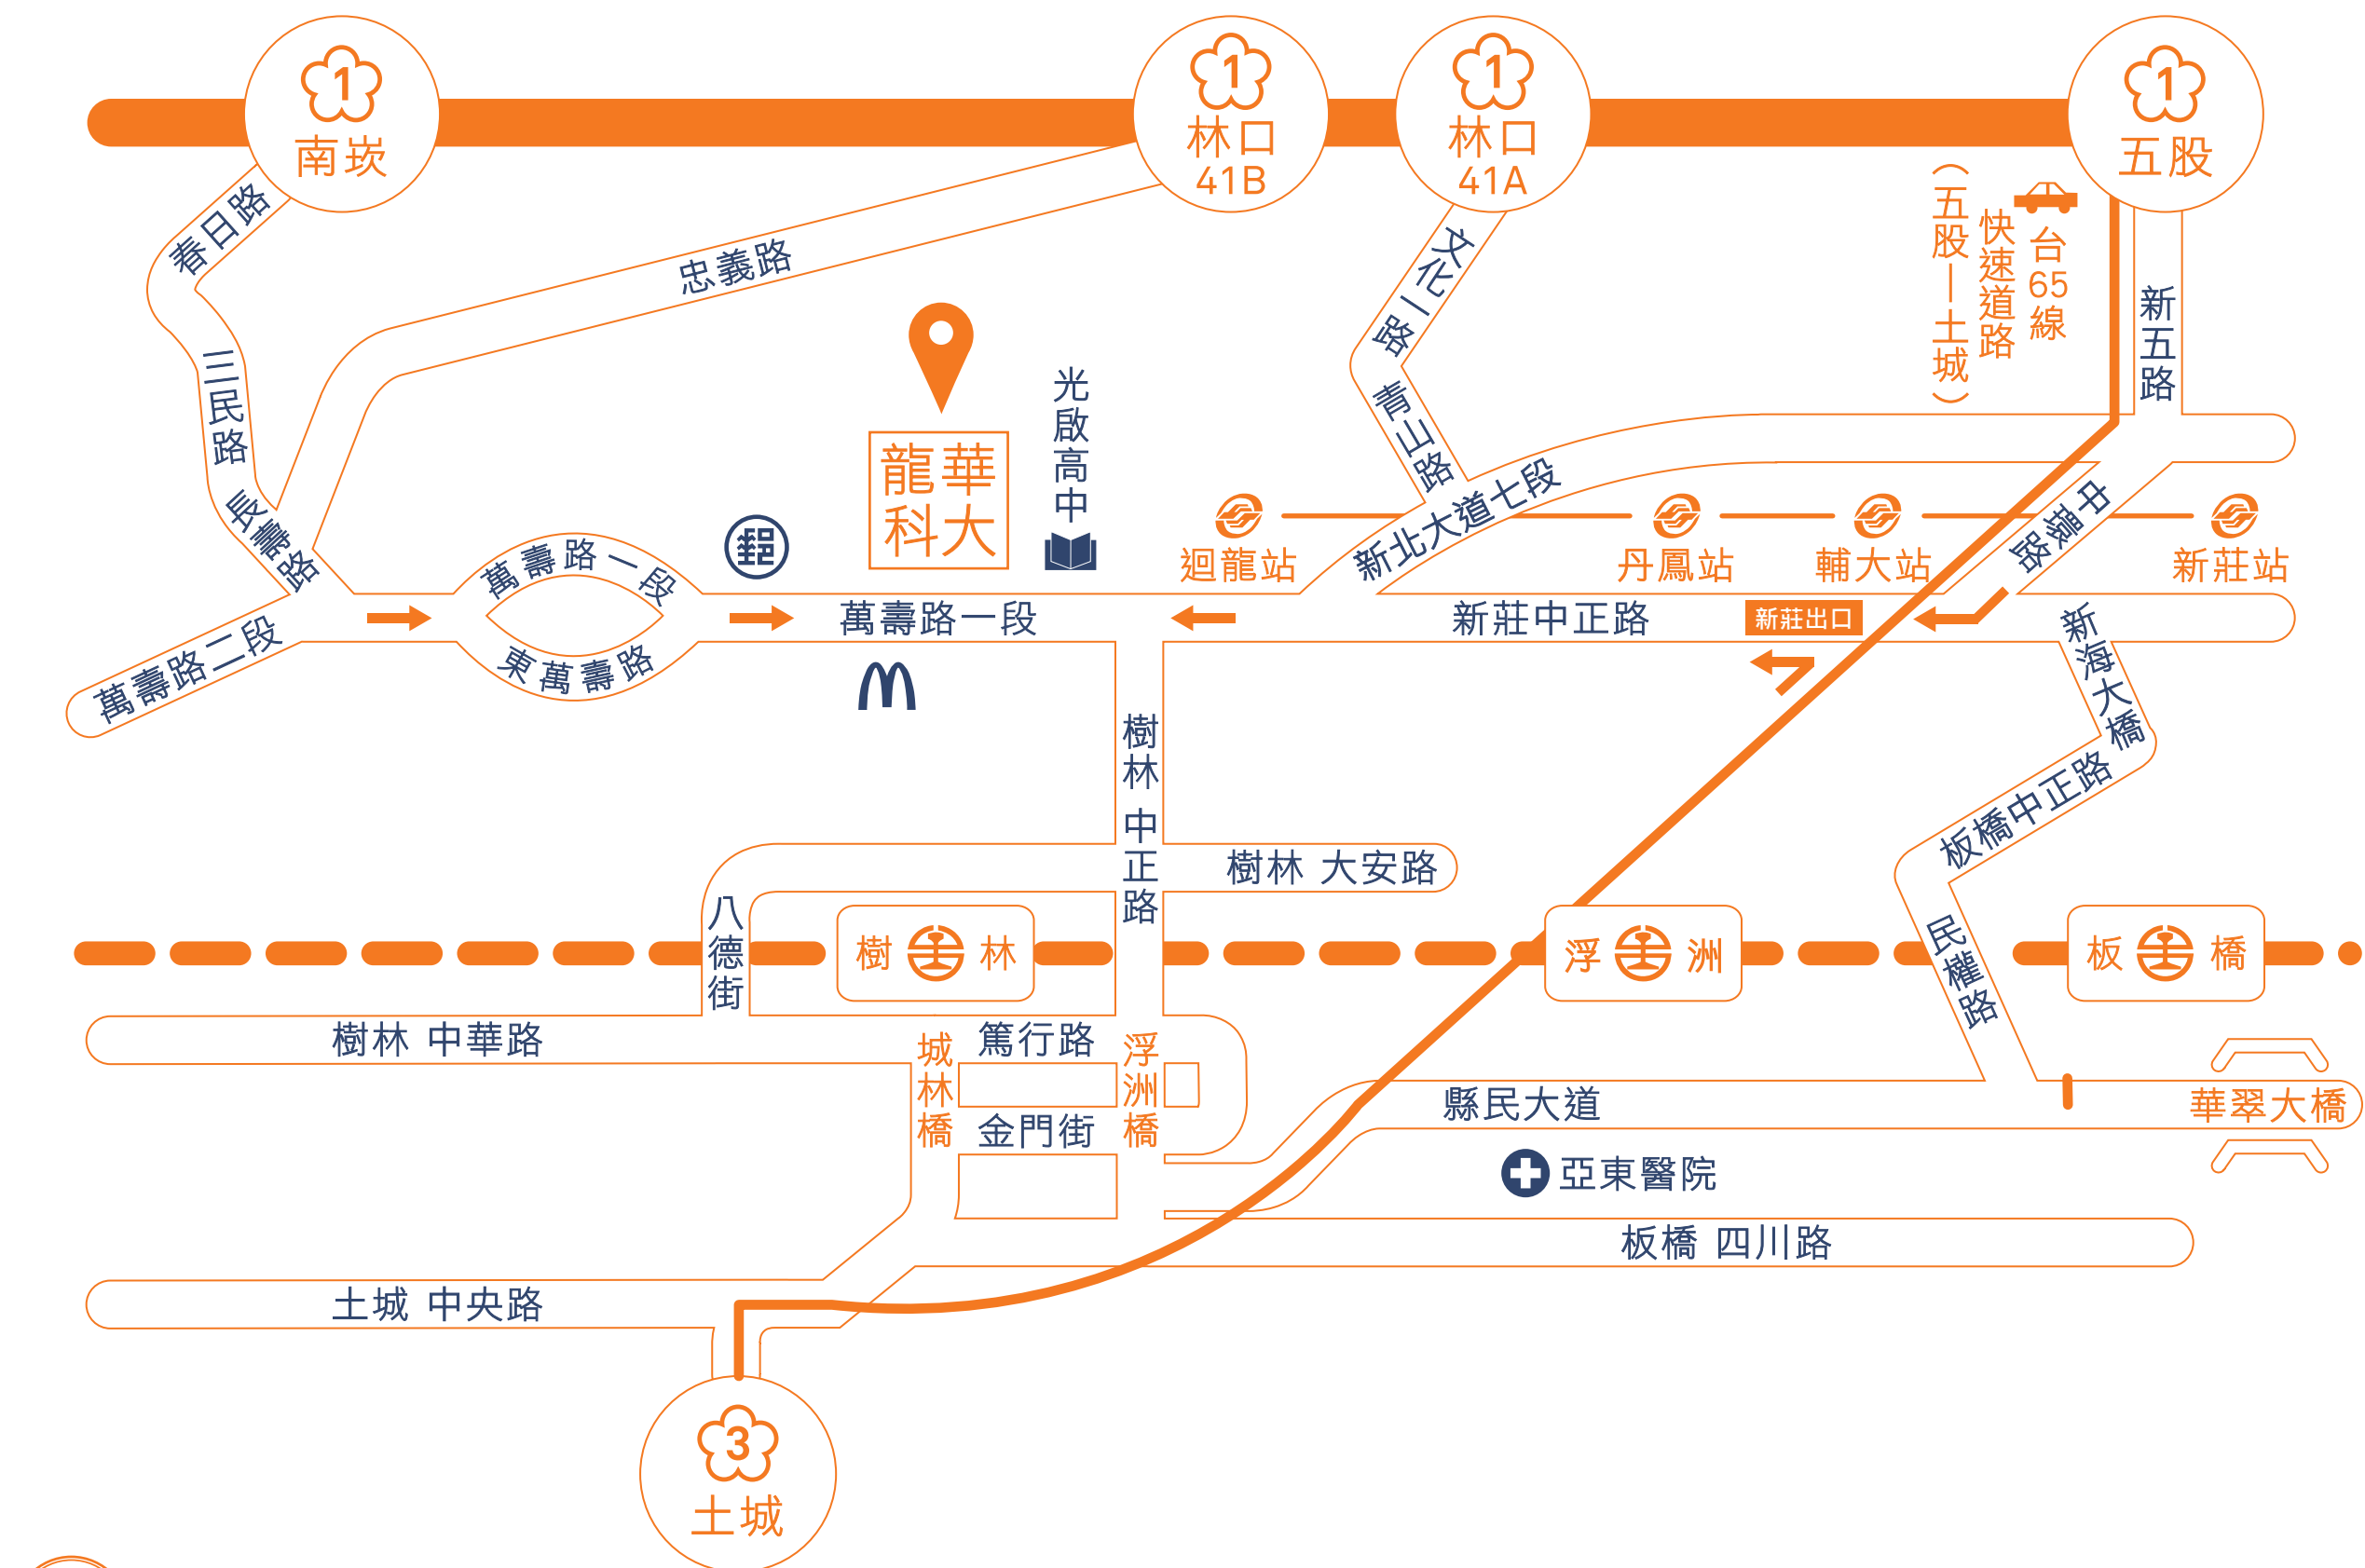 1
南崁
1
林口
41B
1
林口
41A
1
五股
春日路
忠義路
文化一路
台65線
快速道路
(五股—土城)
新五路
三民路
青山路
光啟高中
龍華
科大
長壽路
新北大道七段
迴龍站
丹鳳站
輔大站
新莊站
中環路
萬壽路一段
萬壽路一段
新莊中正路
新莊出口
新海大橋
萬壽路二段
東萬壽路
樹林 中正路
板橋中正路
樹林 大安路
八德街
樹林
浮洲
板橋
民權路
樹林 中華路
城林橋
篤行路
浮洲橋
金門街
縣民大道
華翠大橋
亞東醫院
板橋 四川路
土城 中央路
3
土城